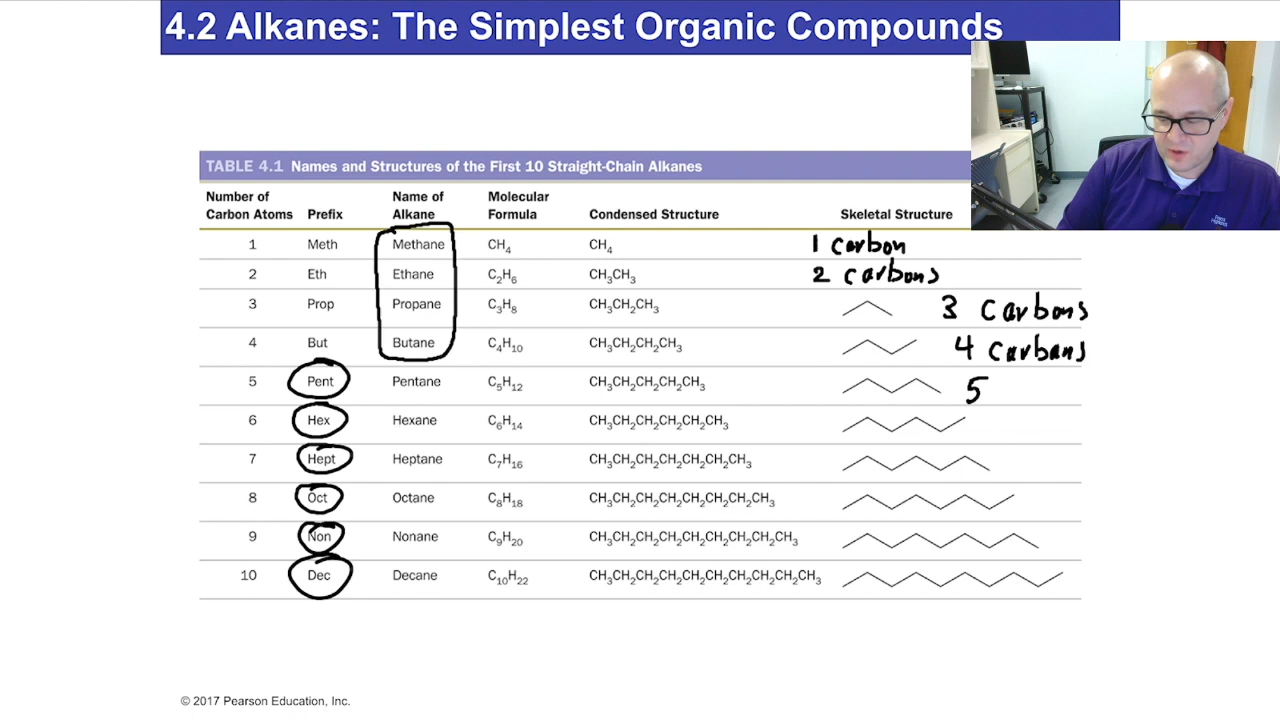 4.2 Alkanes: The Simplest Organic Compounds
TABLE 4.1 Names and Structures of the First 10 Straight-Chain Alkanes
Number of Carbon Atoms Prefix Name of Alkane Molecular Formula Condensed Structure Skeletal Structure
1 Meth Methane CH₄ CH₄ 1 carbon
2 Eth Ethane C₂H₆ CH₃CH₃ 2 carbons
3 Prop Propane C₃H₈ CH₃CH₂CH₃ 3 carbons
4 But Butane C₄H₁₀ CH₃CH₂CH₂CH₃ 4 carbons
5 Pent Pentane C₅H₁₂ CH₃CH₂CH₂CH₂CH₃ 5
6 Hex Hexane C₆H₁₄ CH₃CH₂CH₂CH₂CH₂CH₃
7 Hept Heptane C₇H₁₆ CH₃CH₂CH₂CH₂CH₂CH₂CH₃
8 Oct Octane C₈H₁₈ CH₃CH₂CH₂CH₂CH₂CH₂CH₂CH₃
9 Non Nonane C₉H₂₀ CH₃CH₂CH₂CH₂CH₂CH₂CH₂CH₂CH₃
10 Dec Decane C₁₀H₂₂ CH₃CH₂CH₂CH₂CH₂CH₂CH₂CH₂CH₂CH₃
© 2017 Pearson Education, Inc.